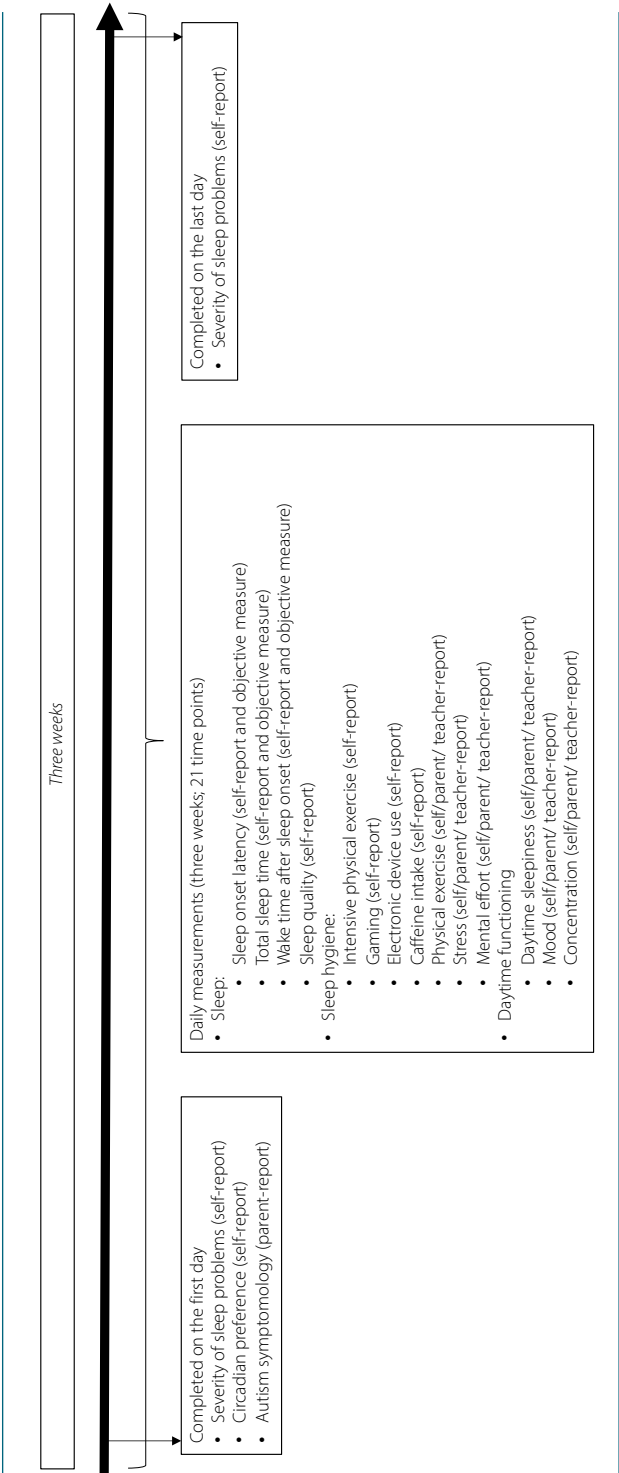 Three weeks
Completed on the first day
• Severity of sleep problems (self-report)
• Circadian preference (self-report)
• Autism symptomology (parent-report)
Daily measurements (three weeks; 21 time points)
• Sleep:
• Sleep onset latency (self-report and objective measure)
• Total sleep time (self-report and objective measure)
• Wake time after sleep onset (self-report and objective measure)
• Sleep quality (self-report)
• Sleep hygiene:
• Intensive physical exercise (self-report)
• Gaming (self-report)
• Electronic device use (self-report)
• Caffeine intake (self-report)
• Physical exercise (self/parent/ teacher-report)
• Stress (self/parent/ teacher-report)
• Mental effort (self/parent/ teacher-report)
• Daytime functioning
• Daytime sleepiness (self/parent/ teacher-report)
• Mood (self/parent/ teacher-report)
• Concentration (self/parent/ teacher-report)
Completed on the last day
• Severity of sleep problems (self-report)